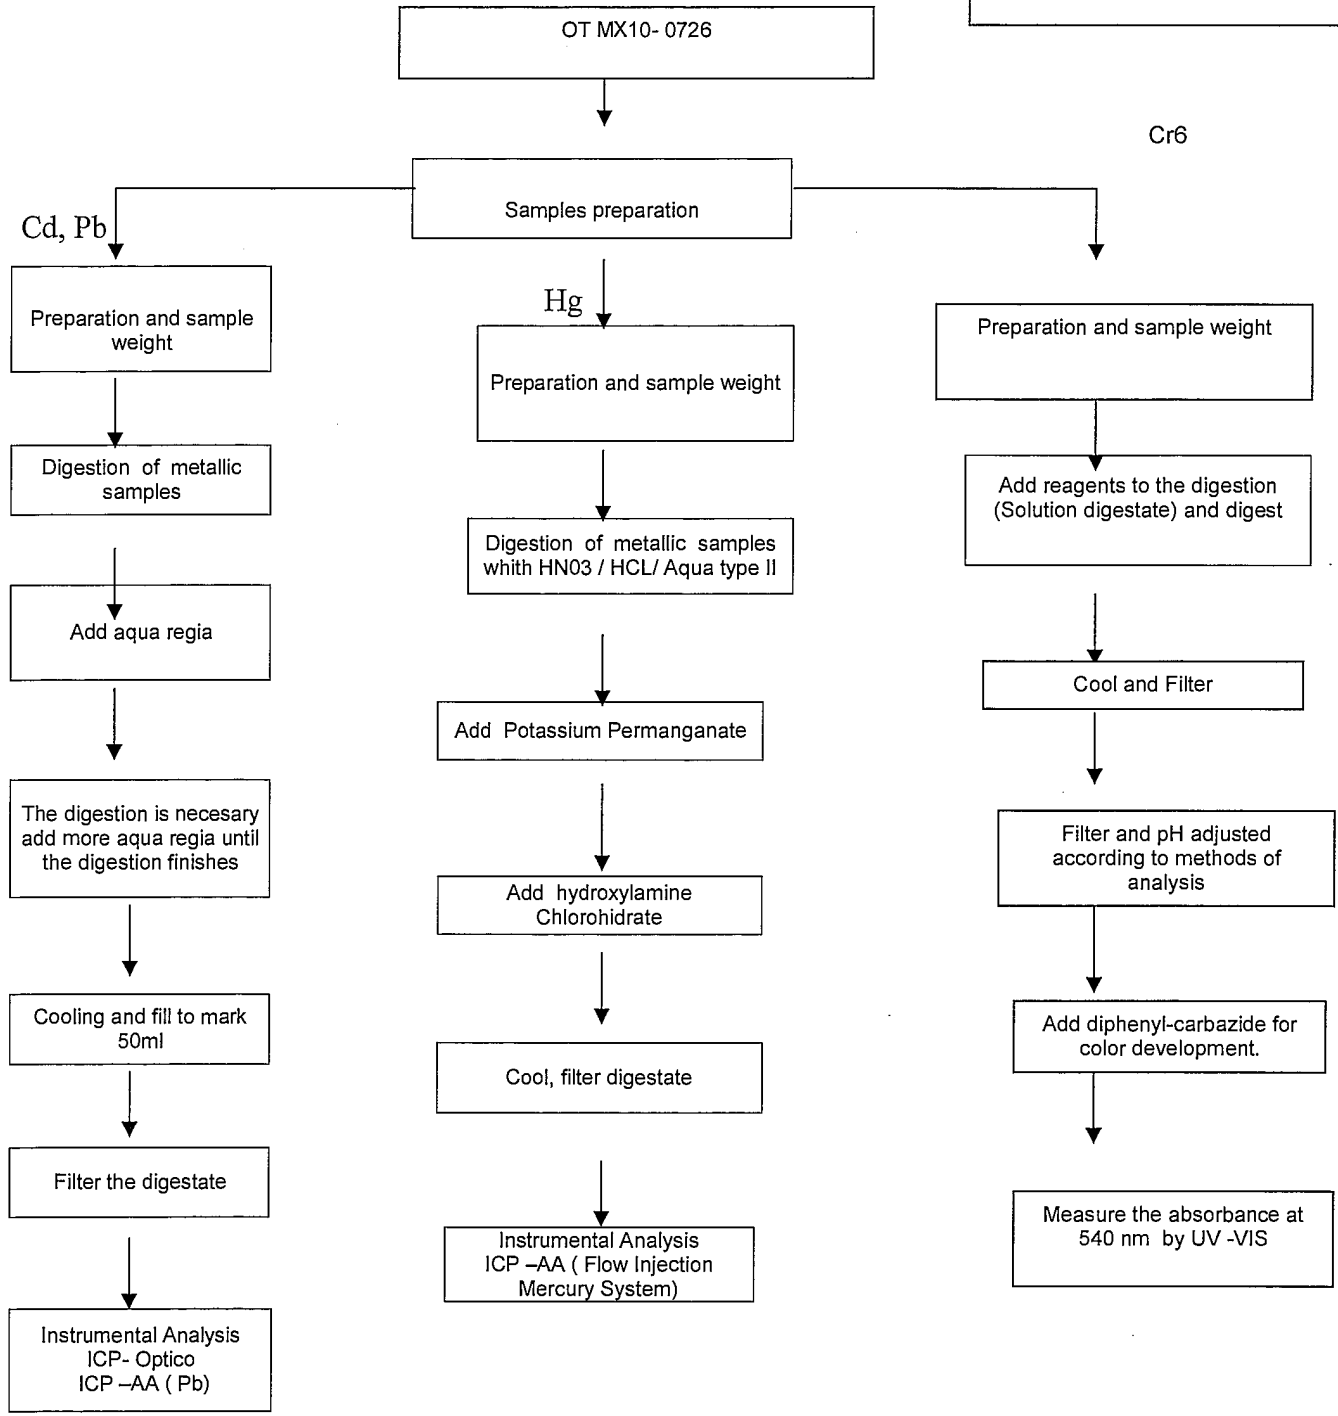 OT MX10- 0726
Cr6
Samples preparation
Cd, Pb
Preparation and sample
weight
Digestion of metallic
samples
Add aqua regia
The digestion is necesary
add more aqua regia until
the digestion finishes
Cooling and fill to mark
50ml
Filter the digestate
Instrumental Analysis
ICP- Optico
ICP –AA ( Pb)
Hg
Preparation and sample weight
Digestion of metallic samples
whith HN03 / HCL/ Aqua type II
Add Potassium Permanganate
Add hydroxylamine
Chlorohidrate
Cool, filter digestate
Instrumental Analysis
ICP –AA ( Flow Injection
Mercury System)
Preparation and sample weight
Add reagents to the digestion
(Solution digestate) and digest
Cool and Filter
Filter and pH adjusted
according to methods of
analysis
Add diphenyl-carbazide for
color development.
Measure the absorbance at
540 nm by UV -VIS